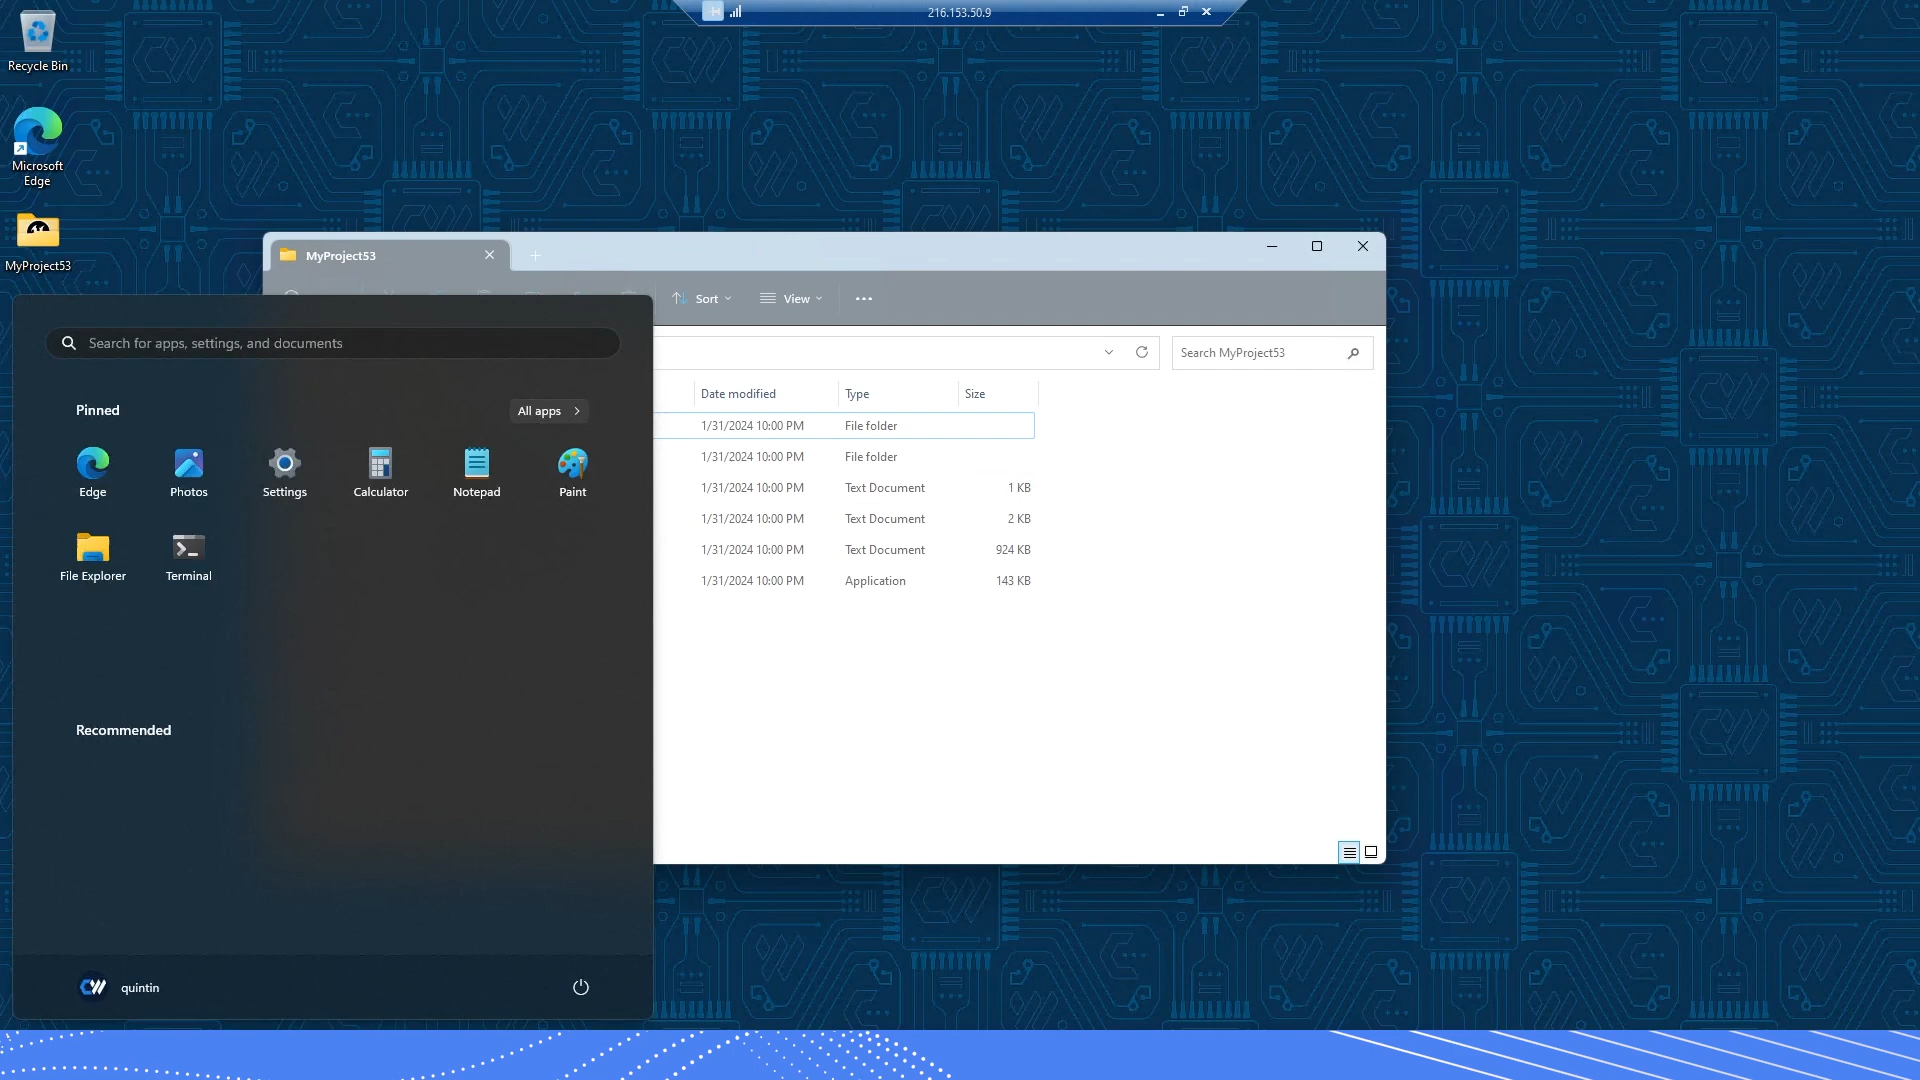 216.153.50.9
Recycle Bin
Microsoft
Edge
MyProject53
MyProject53
Sort
View
Search MyProject53
Date modified Type Size
1/31/2024 10:00 PM File folder
1/31/2024 10:00 PM File folder
1/31/2024 10:00 PM Text Document 1 KB
1/31/2024 10:00 PM Text Document 2 KB
1/31/2024 10:00 PM Text Document 924 KB
1/31/2024 10:00 PM Application 143 KB
Search for apps, settings, and documents
Pinned
All apps
Edge Photos Settings Calculator Notepad Paint
File Explorer Terminal
Recommended
quintin